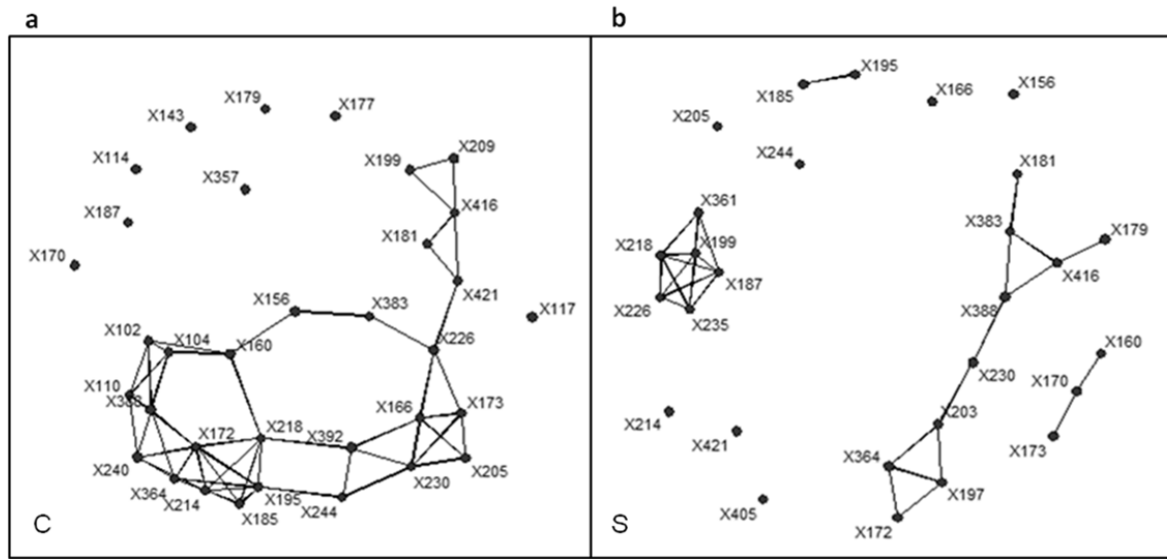 a
b
X179
X177
X143
X114
X357
X187
X170
X199
X209
X416
X181
X421
X117
X156
X383
X226
X102
X104
X160
X110
X388
X218
X172
X392
X166
X173
X240
X364
X214
X195
X185
X244
X230
X205
C
X195
X185
X166
X156
X205
X244
X181
X361
X383
X179
X218
X199
X187
X416
X226
X235
X388
X160
X230
X170
X214
X421
X203
X173
X364
X197
X405
X172
S